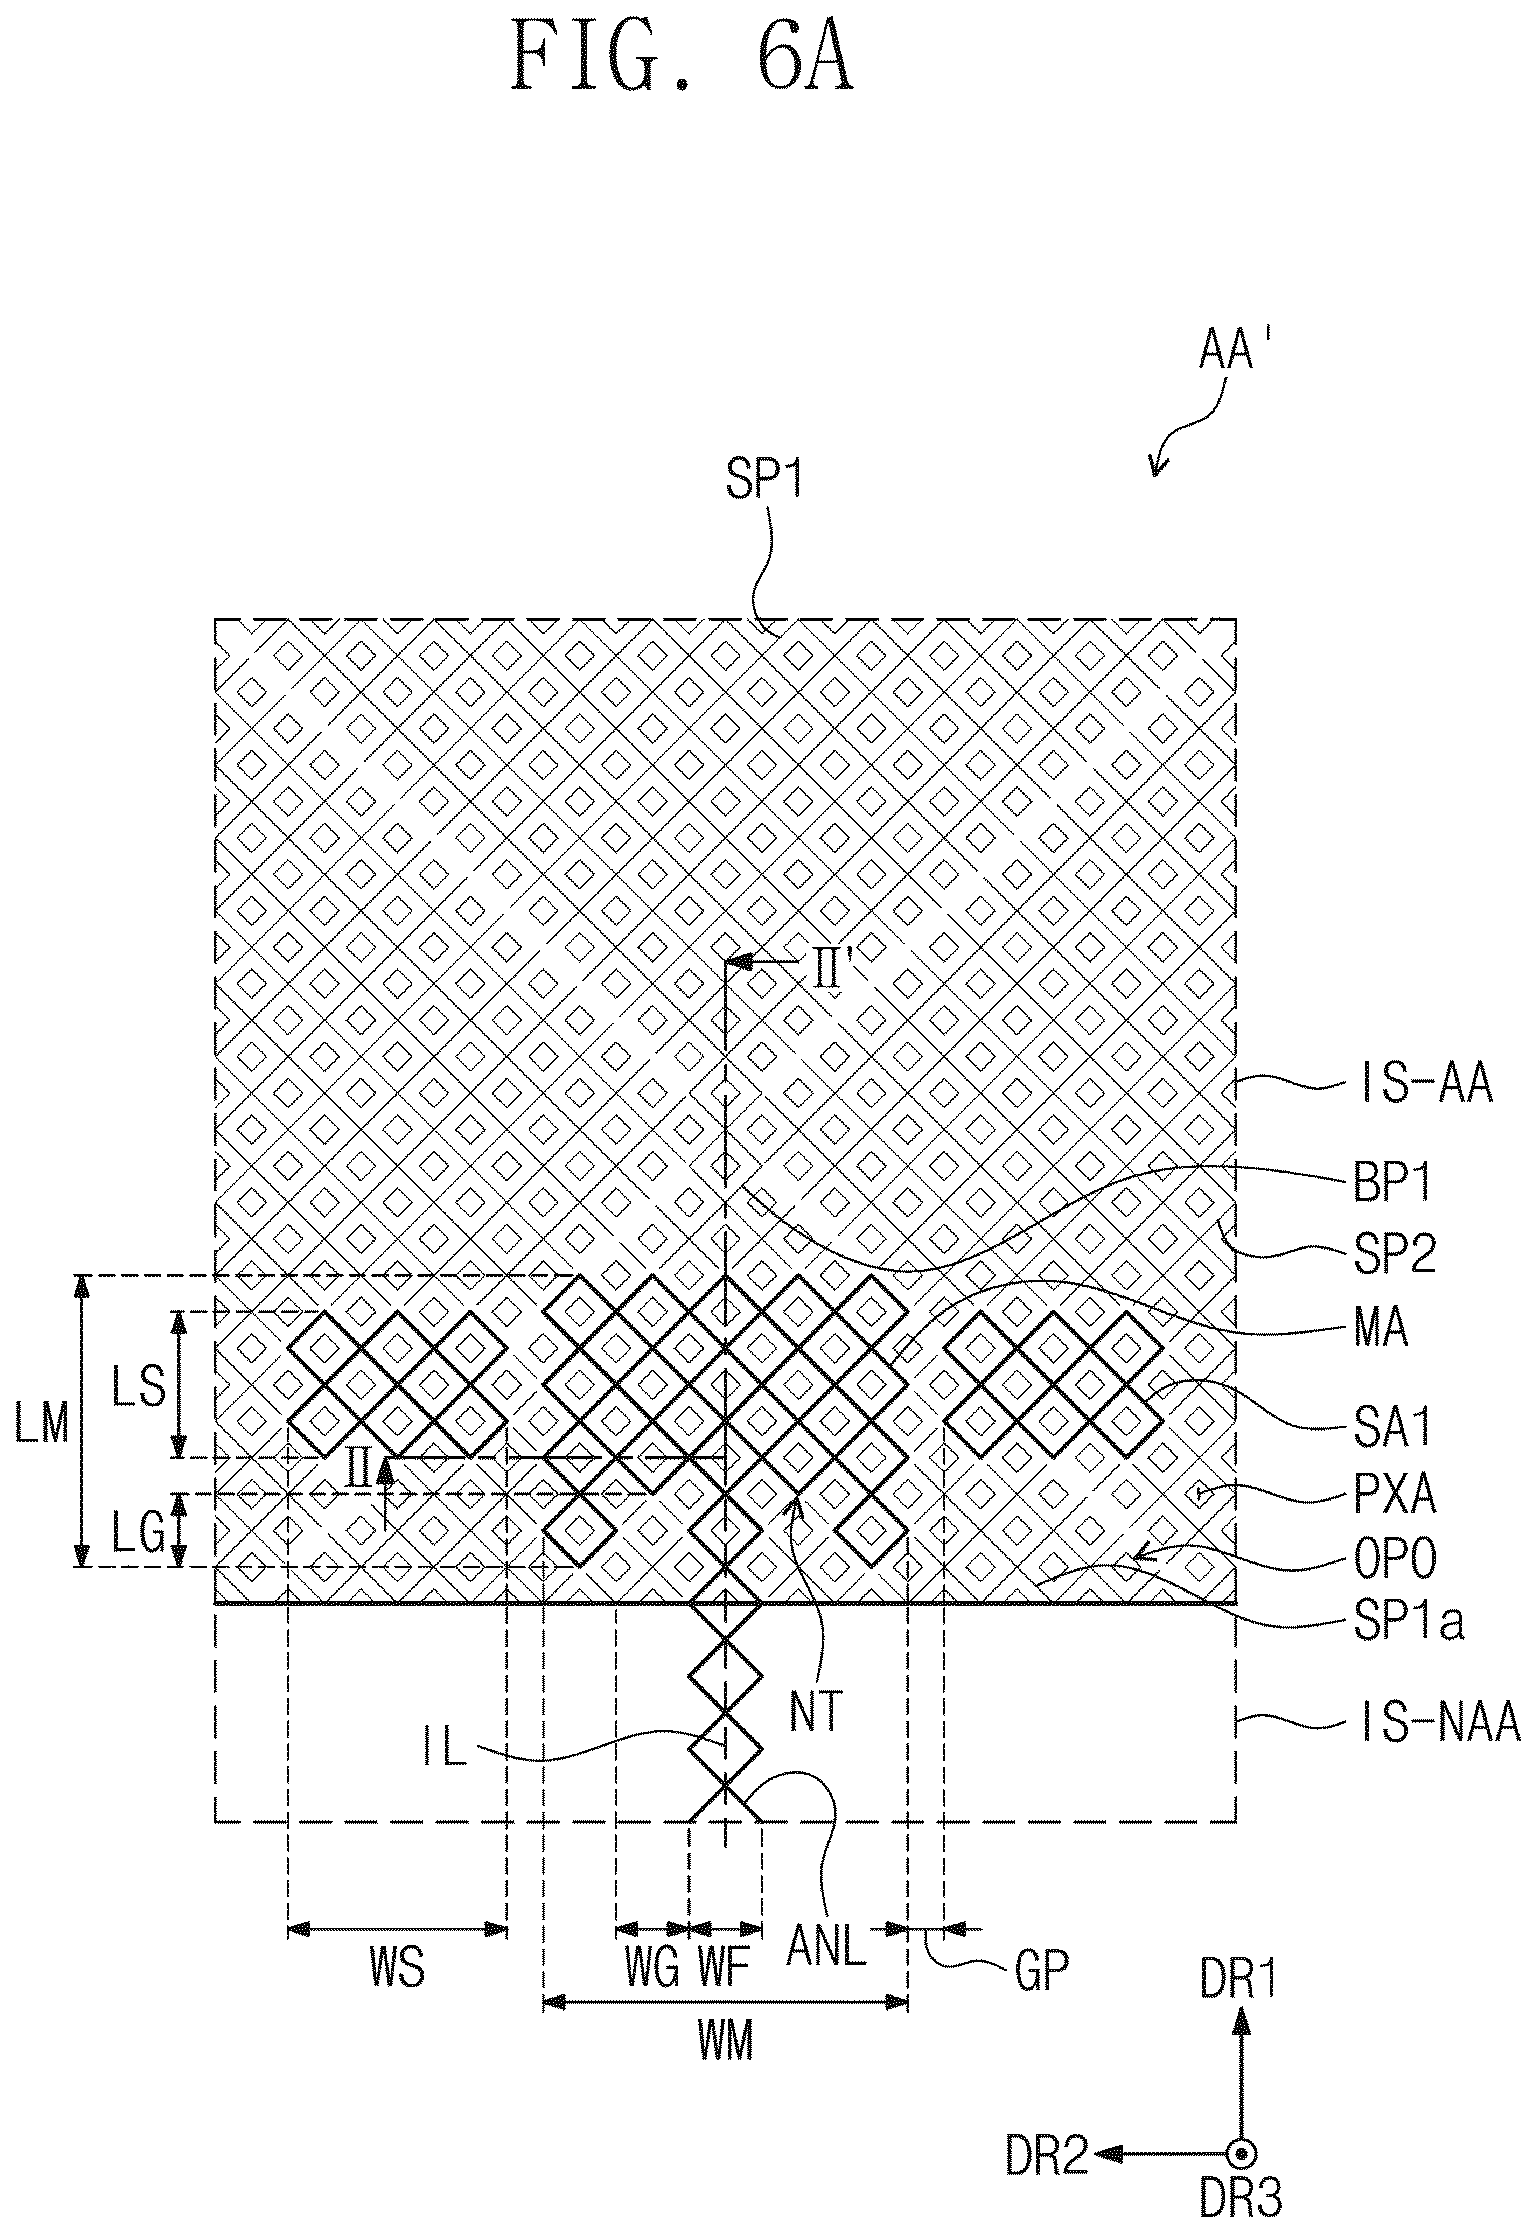 FIG. 6A
AA'
SP1
II'
IS-AA
BP1
SP2
MA
LS
LM
SA1
II
PXA
LG
OPO
SP1a
NT
IS-NAA
IL
ANL
WS
WG
WF
GP
WM
DR1
DR2
DR3